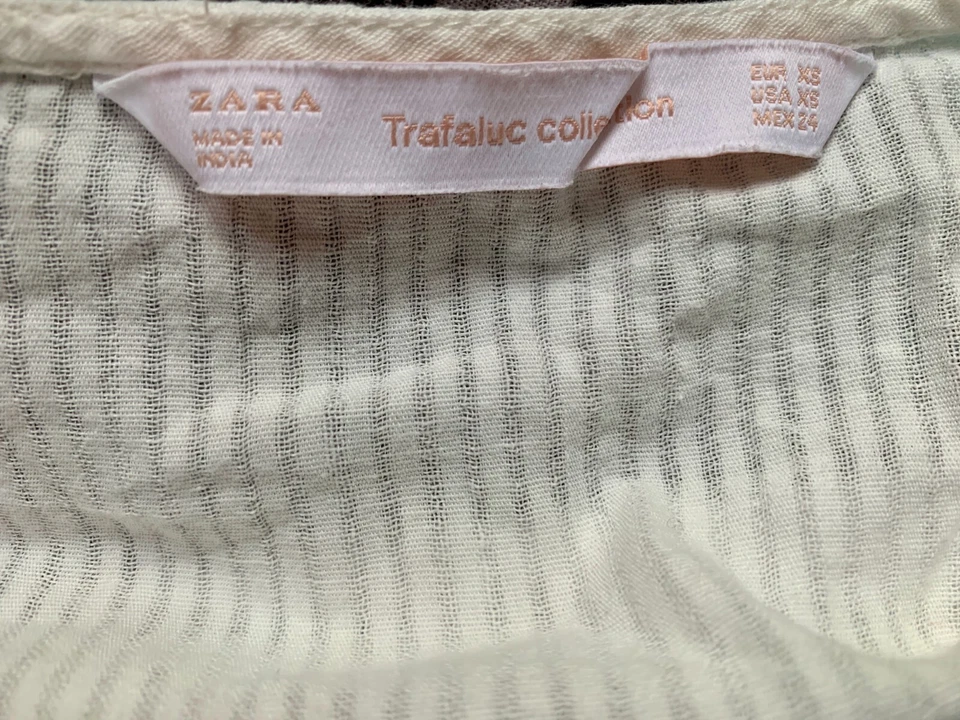 ZARA
MADE IN
INDIA
Trafaluc collection
EUR XS
USA XS
MEX 24